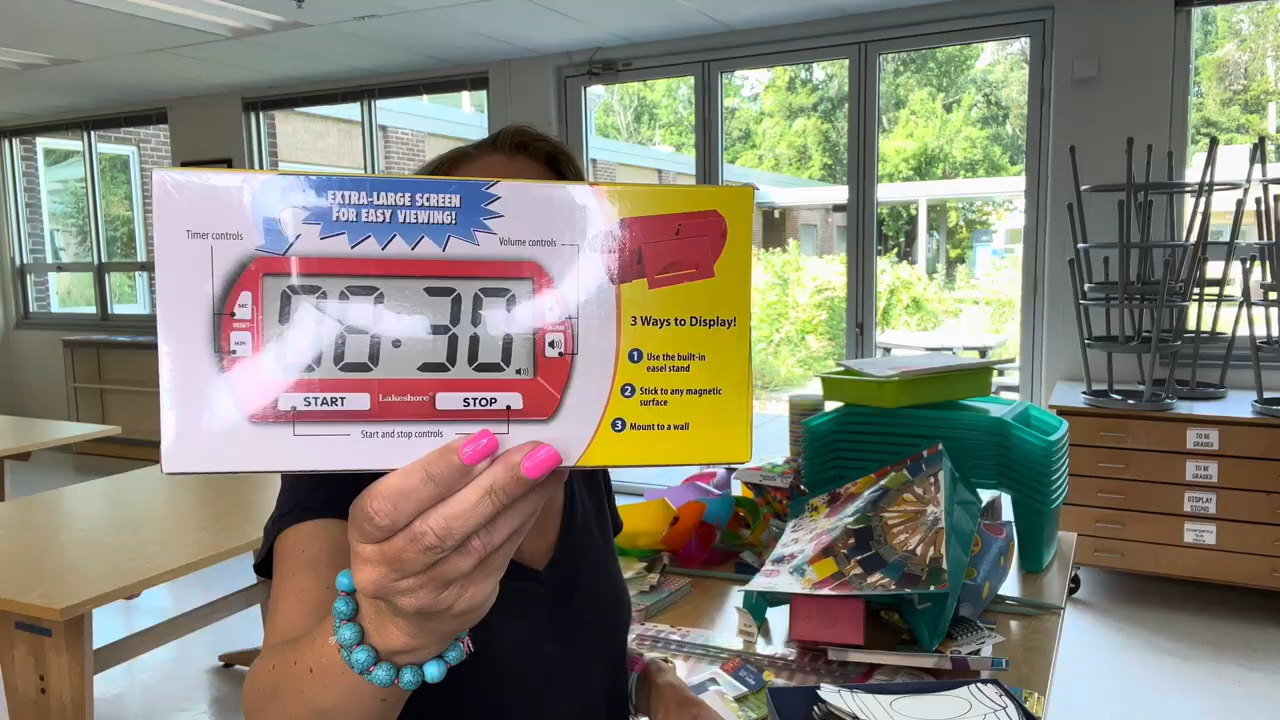 EXTRA-LARGE SCREEN
FOR EASY VIEWING!
Timer controls
Volume controls
SEC
RESET
MIN
VOLUME
08:30
START
Lakeshore
STOP
Start and stop controls
3 Ways to Display!
1 Use the built-in
easel stand
2 Stick to any magnetic
surface
3 Mount to a wall
TO BE
GRADED
TO BE
GRADED
DISPLAY
SIGNS
Emergency